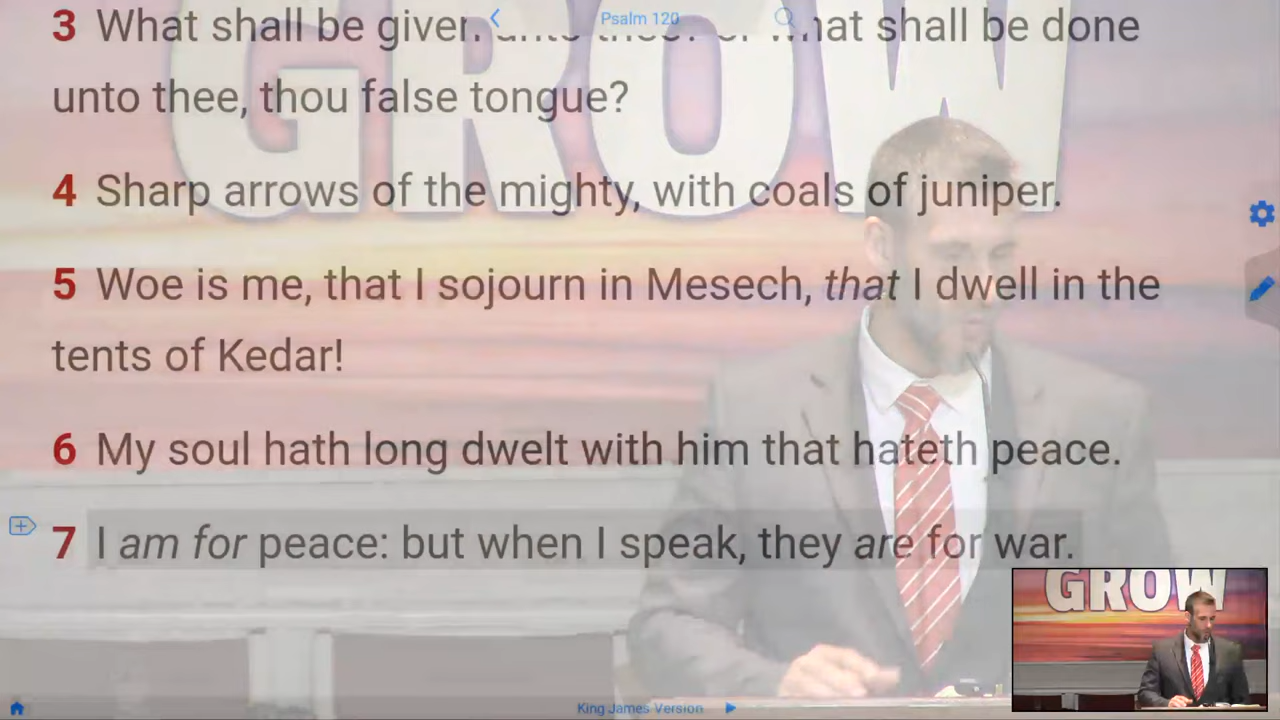 Psalm 120
GROW
3 What shall be given unto thee? or what shall be done
unto thee, thou false tongue?
4 Sharp arrows of the mighty, with coals of juniper.
5 Woe is me, that I sojourn in Mesech, that I dwell in the
tents of Kedar!
6 My soul hath long dwelt with him that hateth peace.
7 I am for peace: but when I speak, they are for war.
GROW
King James Version